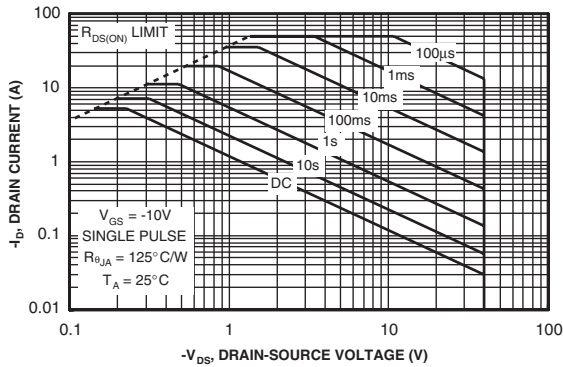 100
10
1
0.1
0.01
-I_D, DRAIN CURRENT (A)
R_DS(ON) LIMIT
100µs
1ms
10ms
100ms
1s
10s
DC
V_GS = -10V
SINGLE PULSE
R_θJA = 125°C/W
T_A = 25°C
0.1
1
10
100
-V_DS, DRAIN-SOURCE VOLTAGE (V)